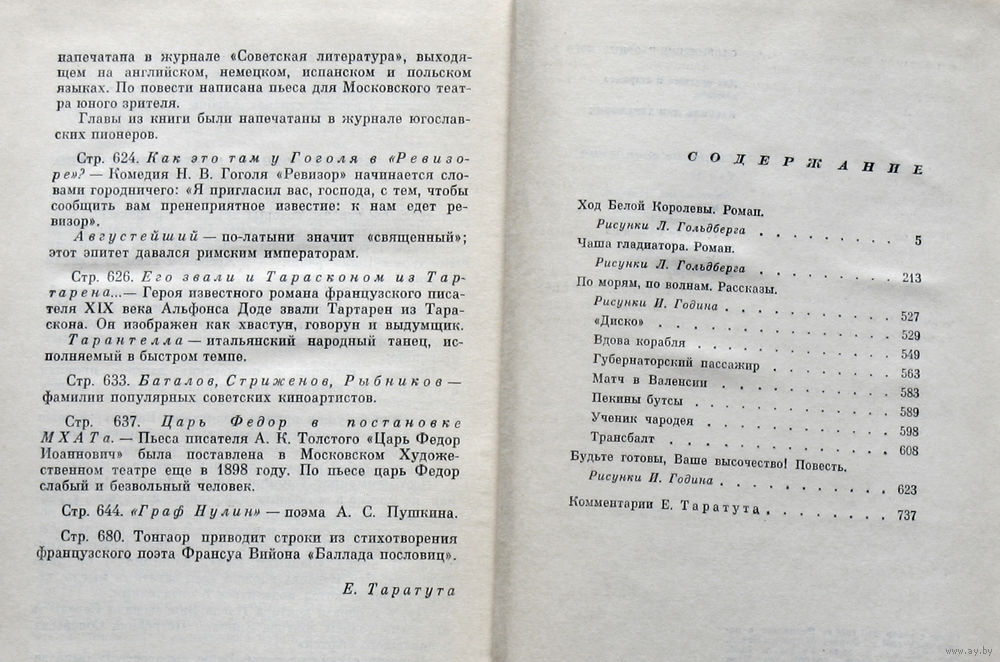 напечатана в журнале «Советская литература», выходя-
щем на английском, немецком, испанском и польском
языках. По повести написана пьеса для Московского теат-
ра юного зрителя.
Главы из книги были напечатаны в журнале югослав-
ских пионеров.
Стр. 624. Как это там у Гоголя в «Ревизо-
ре»? — Комедия Н. В. Гоголя «Ревизор» начинается сло-
вами городничего: «Я пригласил вас, господа, с тем, чтобы
сообщить вам пренеприятное известие: к нам едет ре-
визор».
Августейший — по-латыни значит «священный»;
этот эпитет давался римским императорам.
Стр. 626. Его звали и Тарасконом из Тар-
тарена...— Героя известного романа французского писа-
теля XIX века Альфонса Доде звали Тартарен из Тара-
скона. Он изображен как хвастун, говорун и выдумщик.
Тарантелла — итальянский народный танец, ис-
полняемый в быстром темпе.
Стр. 633. Баталов, Стриженов, Рыбников —
фамилии популярных советских киноартистов.
Стр. 637. Царь Федор в постановке
МХАТа. — Пьеса писателя А. К. Толстого «Царь Федор
Иоаннович» была поставлена в Московском Художе-
ственном театре еще в 1898 году. По пьесе царь Федор
слабый и безвольный человек.
Стр. 644. «Граф Нулин» — поэма А. С. Пушкина.
Стр. 680. Тонгаор приводит строки из стихотворения
французского поэта Франсуа Вийона «Баллада пословиц».
Е. Таратута
СОДЕРЖАНИЕ
Ход Белой Королевы. Роман.
Рисунки Л. Гольдберга . . . . . . . . . 5
Чаша гладиатора. Роман.
Рисунки Л. Гольдберга . . . . . . . . . 213
По морям, по волнам. Рассказы.
Рисунки И. Година . . . . . . . . . . . 527
«Диско» . . . . . . . . . . . . . . 529
Вдова корабля . . . . . . . . . . . . 549
Губернаторский пассажир . . . . . . . . 563
Матч в Валенсии . . . . . . . . . . . 583
Пекины бутсы . . . . . . . . . . . . 589
Ученик чародея . . . . . . . . . . . . 598
Трансбалт . . . . . . . . . . . . . . 608
Будьте готовы, Ваше высочество! Повесть.
Рисунки И. Година . . . . . . . . . . . 623
Комментарии Е. Таратута . . . . . . . . . 737
www.ay.by